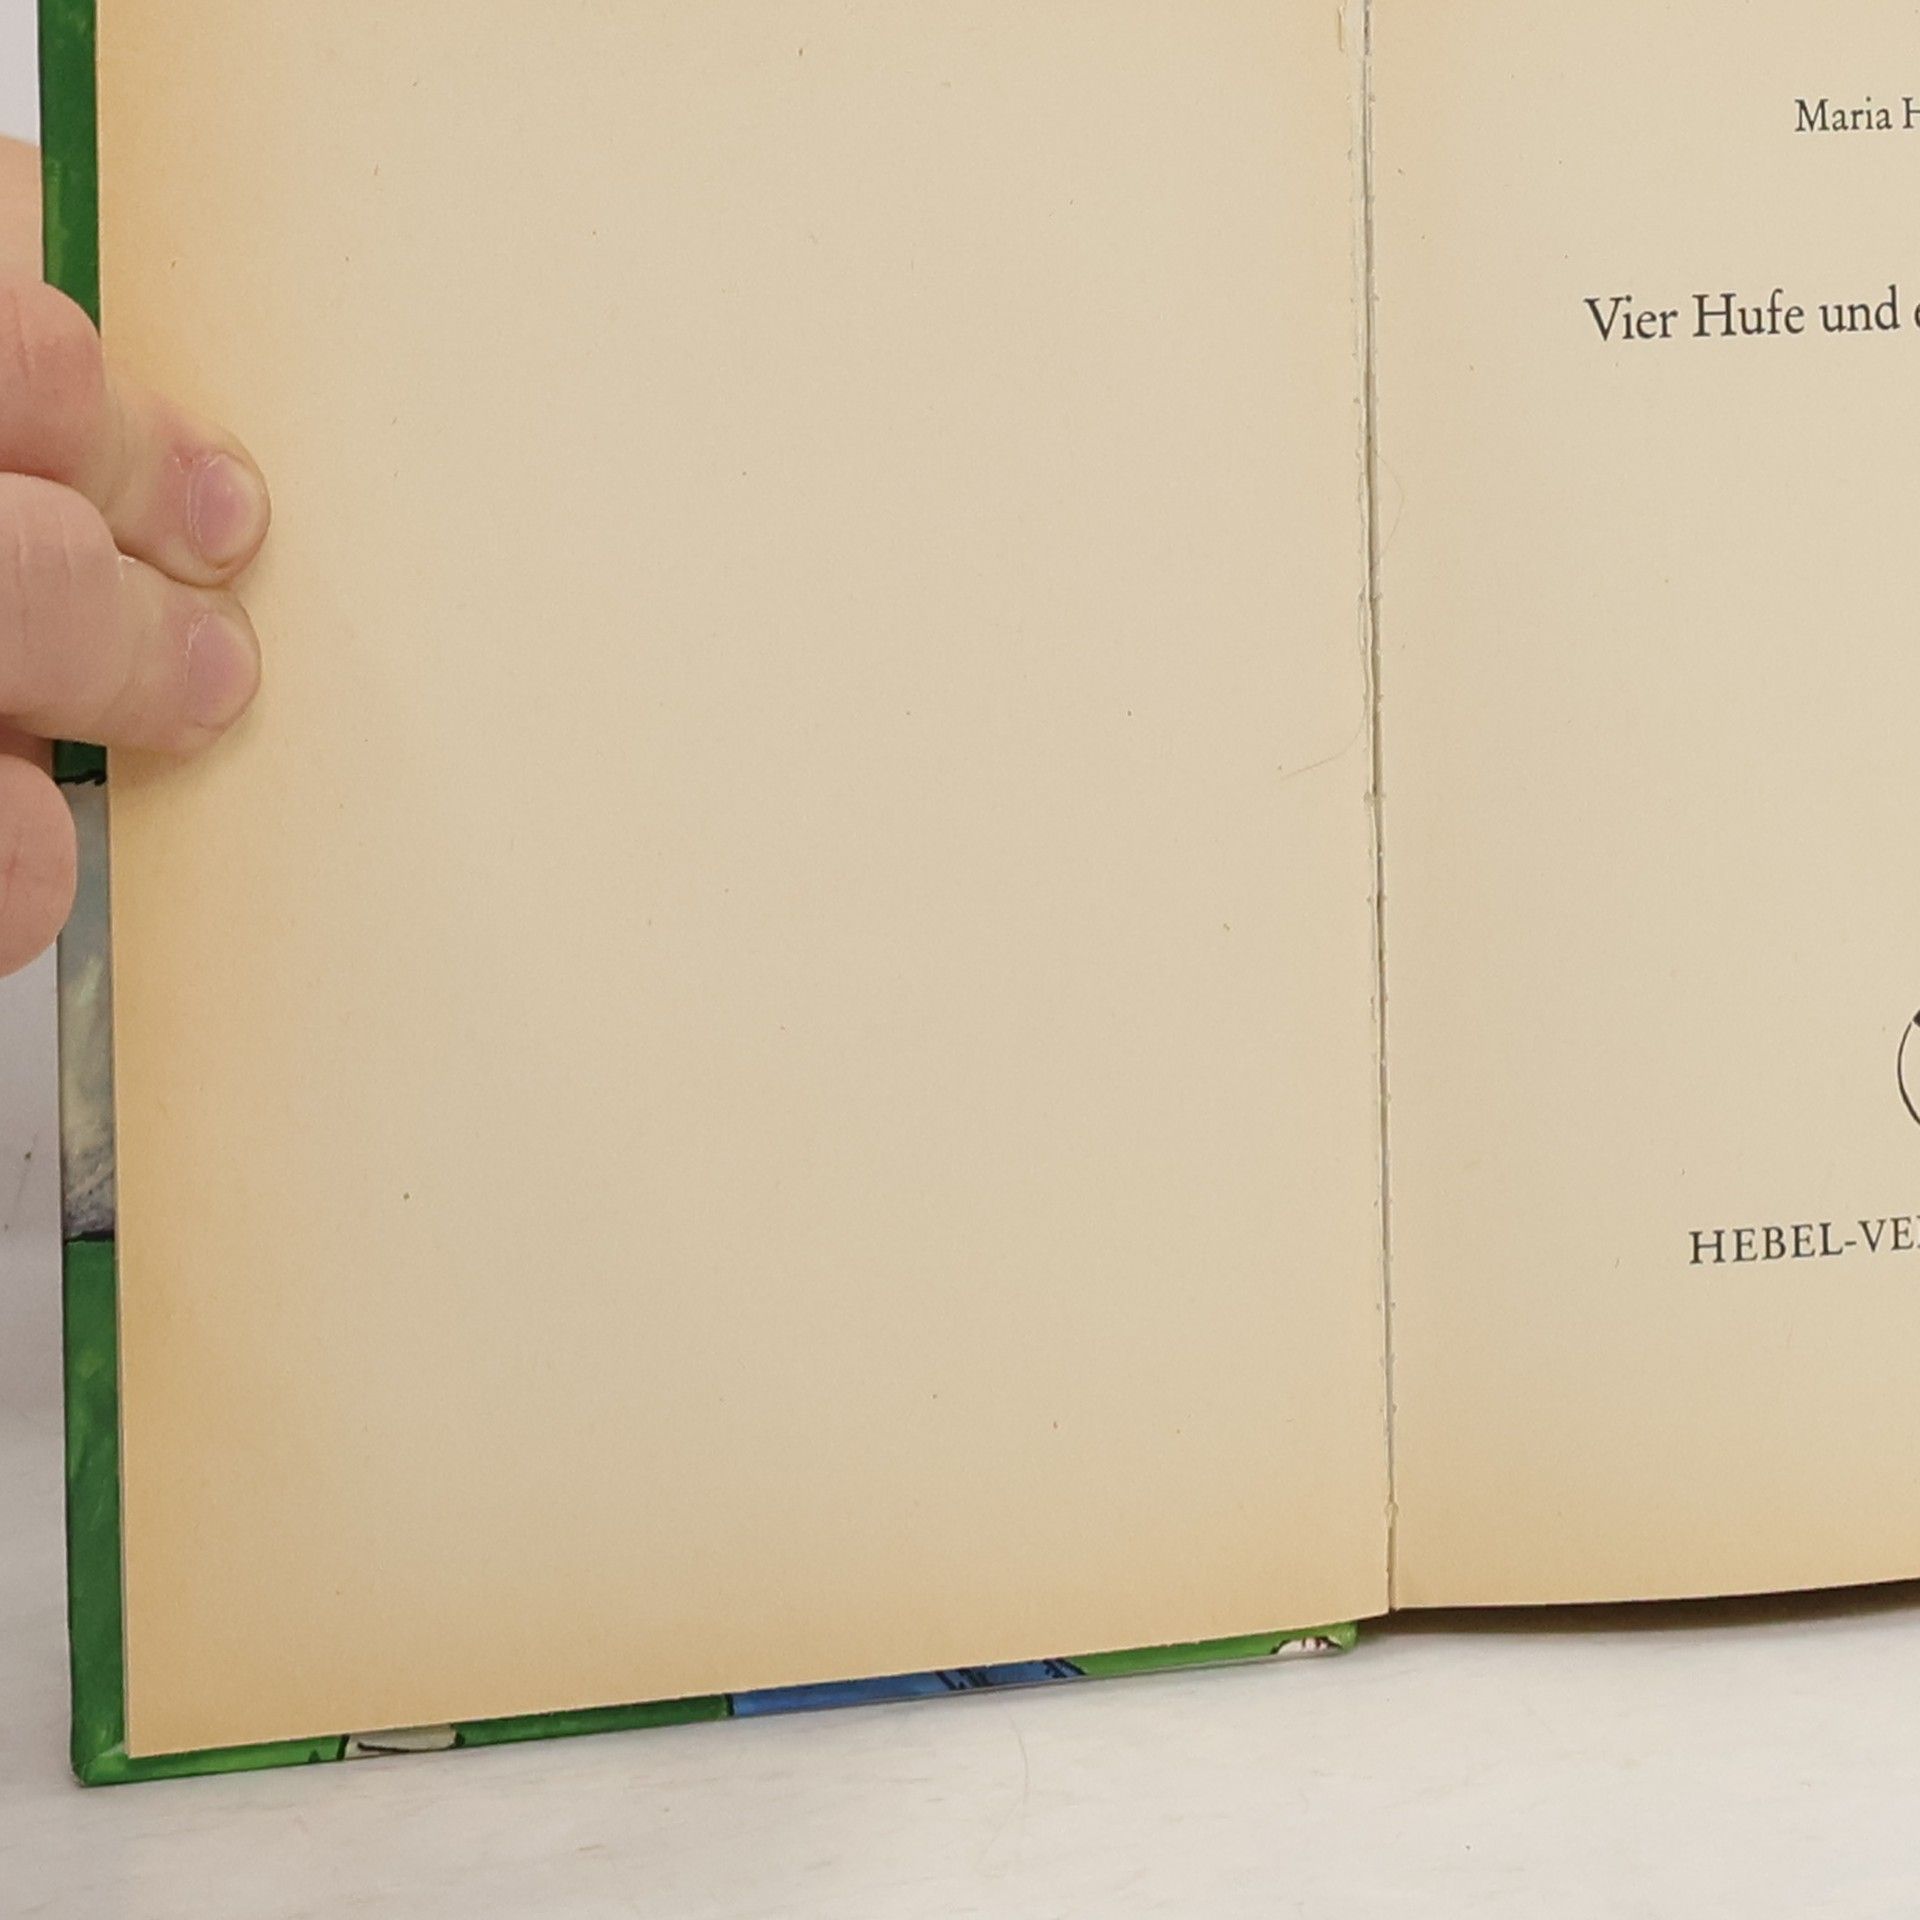 Maria H
Vier Hufe und
HEBEL-VE